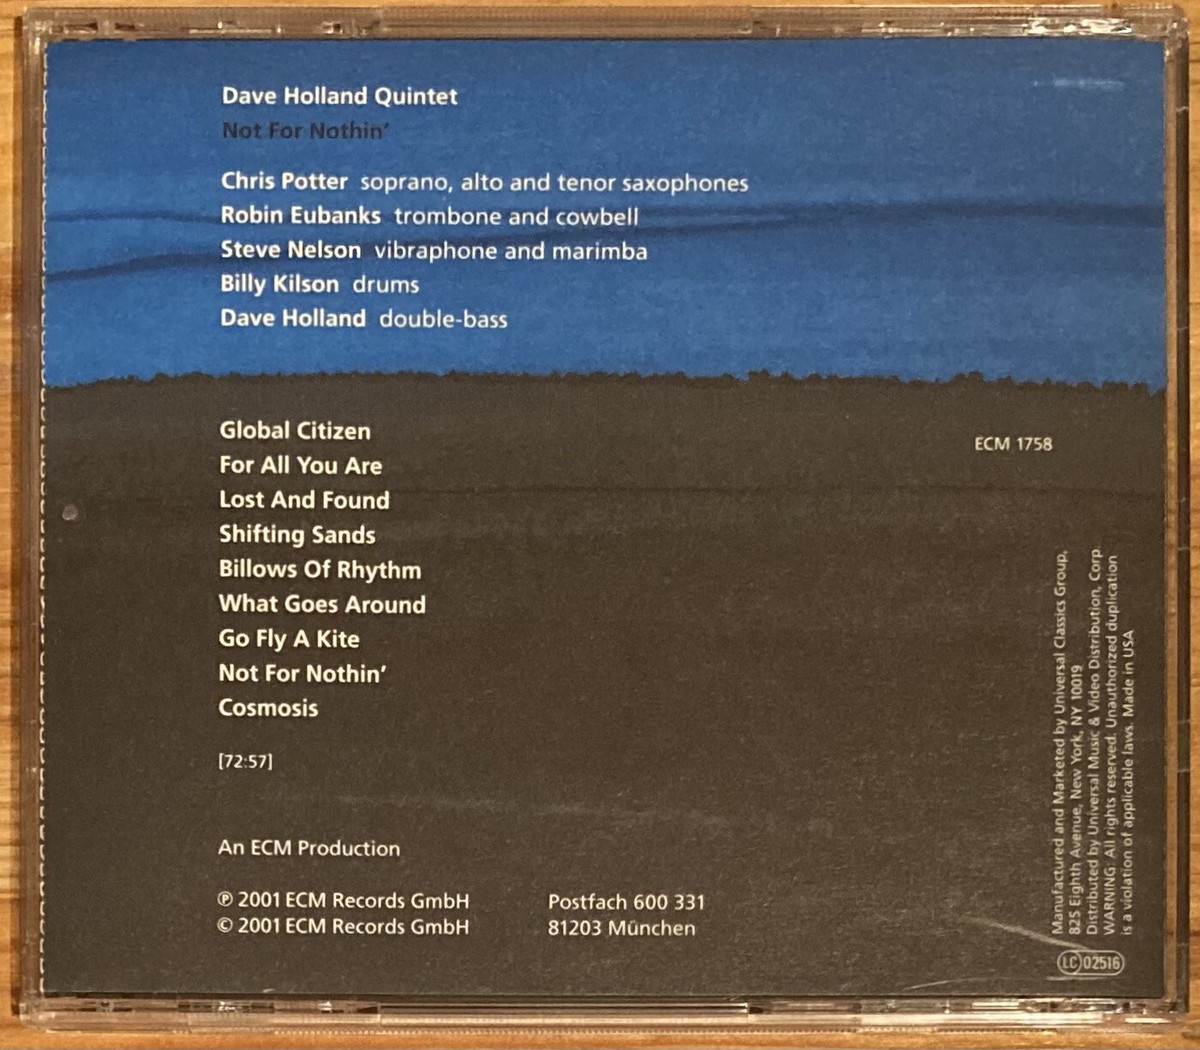 Dave Holland Quintet
Not For Nothin’
Chris Potter soprano, alto and tenor saxophones
Robin Eubanks trombone and cowbell
Steve Nelson vibraphone and marimba
Billy Kilson drums
Dave Holland double-bass
Global Citizen
For All You Are
Lost And Found
Shifting Sands
Billows Of Rhythm
What Goes Around
Go Fly A Kite
Not For Nothin’
Cosmosis
[72:57]
ECM 1758
An ECM Production
℗ 2001 ECM Records GmbH
© 2001 ECM Records GmbH
Postfach 600 331
81203 München
Manufactured and Marketed by Universal Classics Group,
825 Eighth Avenue, New York, NY 10019
Distributed by Universal Music & Video Distribution, Corp.
WARNING: All rights reserved. Unauthorized duplication
is a violation of applicable laws. Made in USA
LC 02516